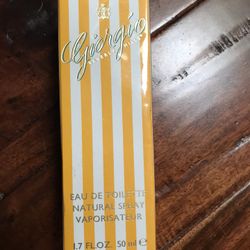 Giorgio
EAU DE TOILETTE
NATURAL SPRAY
VAPORISATEUR
1.7 FL.OZ. 50 ml e